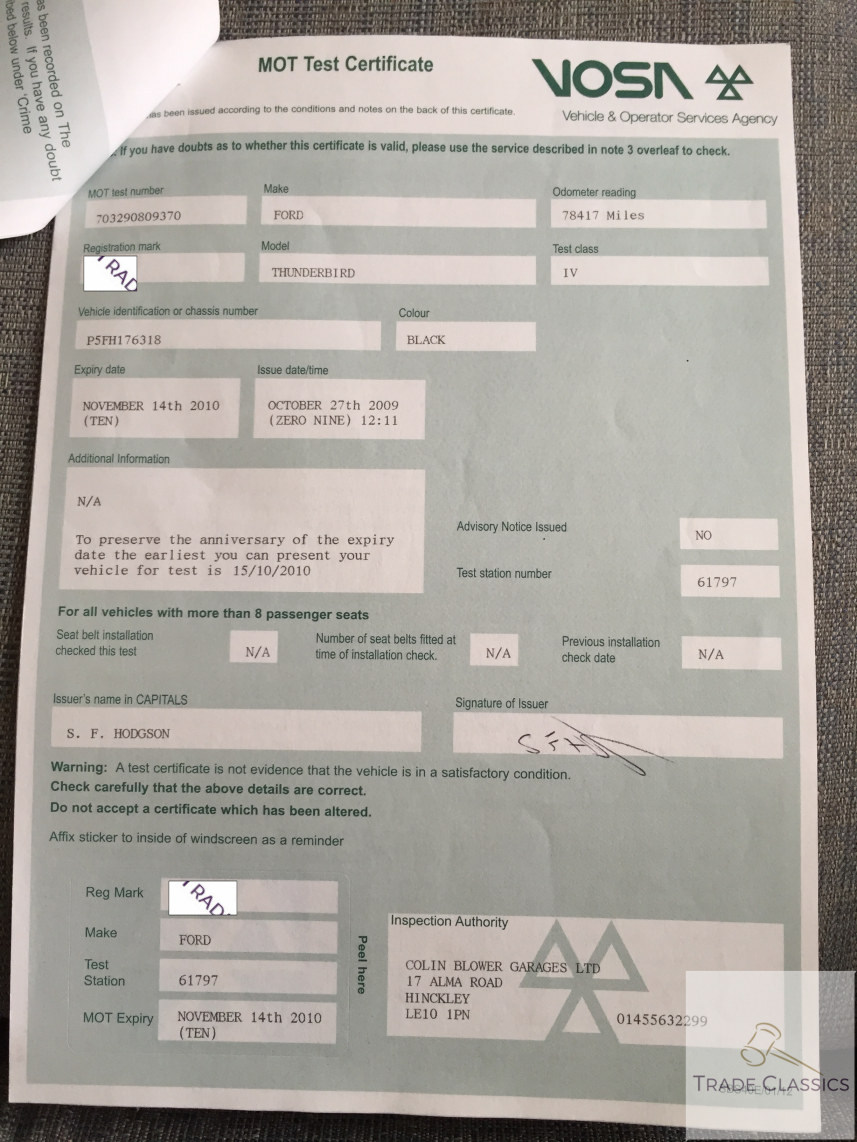 as been recorded on The
results. If you have any doubt
bed below under 'Crime
MOT Test Certificate
VOSA
Vehicle & Operator Services Agency
has been issued according to the conditions and notes on the back of this certificate.
If you have doubts as to whether this certificate is valid, please use the service described in note 3 overleaf to check.
MOT test number
Make
Odometer reading
703290809370
FORD
78417 Miles
Registration mark
Model
Test class
TRAD
THUNDERBIRD
IV
Vehicle identification or chassis number
Colour
P5FH176318
BLACK
Expiry date
Issue date/time
NOVEMBER 14th 2010
(TEN)
OCTOBER 27th 2009
(ZERO NINE) 12:11
Additional Information
N/A
To preserve the anniversary of the expiry
date the earliest you can present your
vehicle for test is 15/10/2010
Advisory Notice Issued
NO
Test station number
61797
For all vehicles with more than 8 passenger seats
Seat belt installation
checked this test
N/A
Number of seat belts fitted at
time of installation check.
N/A
Previous installation
check date
N/A
Issuer's name in CAPITALS
Signature of Issuer
S. F. HODGSON
Warning: A test certificate is not evidence that the vehicle is in a satisfactory condition.
Check carefully that the above details are correct.
Do not accept a certificate which has been altered.
Affix sticker to inside of windscreen as a reminder
Reg Mark
TRAD
Make
FORD
Test
Station
61797
MOT Expiry
NOVEMBER 14th 2010
(TEN)
Peel here
Inspection Authority
COLIN BLOWER GARAGES LTD
17 ALMA ROAD
HINCKLEY
LE10 1PN
01455632299
TRADE CLASSICS